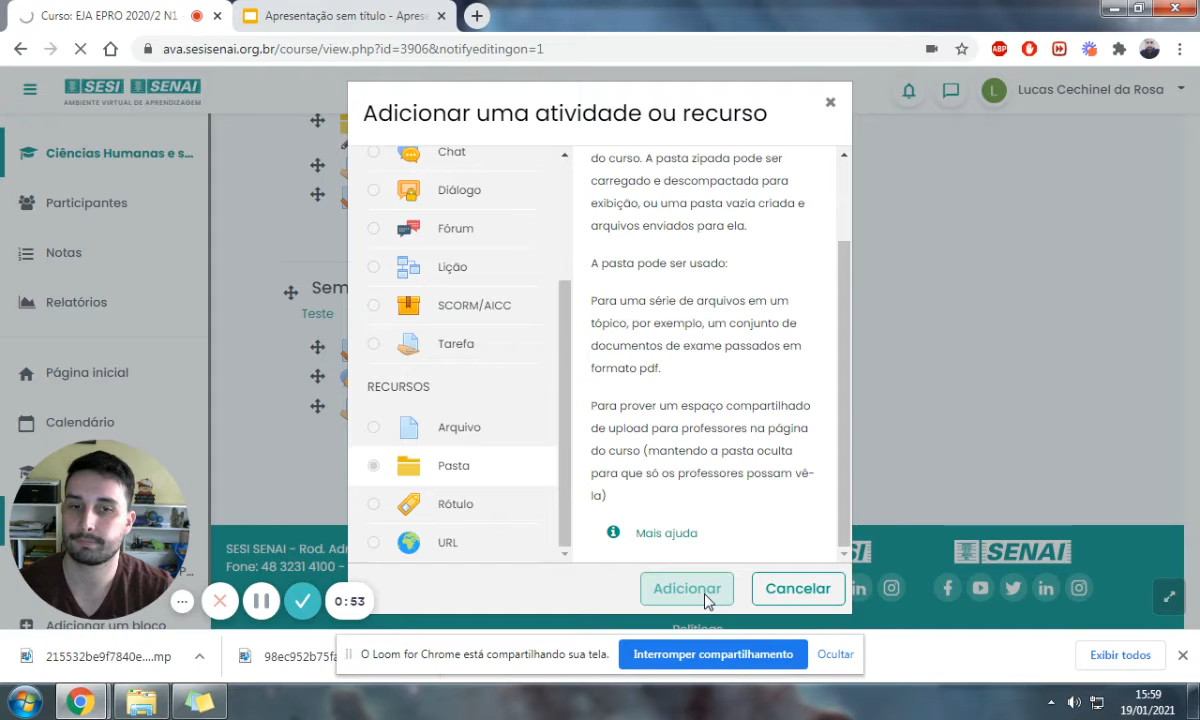 Curso: EJA EPRO 2020/2 N1
Apresentação sem título - Aprese
ava.sesisenai.org.br/course/view.php?id=3906&notifyeditingon=1
ABP
SESI SENAI
AMBIENTE VIRTUAL DE APRENDIZAGEM
L
Lucas Cechinel da Rosa
Adicionar uma atividade ou recurso
Ciências Humanas e s...
Participantes
Notas
Relatórios
Página inicial
Calendário
Adicionar um bloco
Sem
Teste
Chat
Diálogo
Fórum
Lição
SCORM/AICC
Tarefa
RECURSOS
Arquivo
Pasta
Rótulo
URL
do curso. A pasta zipada pode ser
carregado e descompactada para
exibição, ou uma pasta vazia criada e
arquivos enviados para ela.
A pasta pode ser usado:
Para uma série de arquivos em um
tópico, por exemplo, um conjunto de
documentos de exame passados em
formato pdf.
Para prover um espaço compartilhado
de upload para professores na página
do curso (mantendo a pasta oculta
para que só os professores possam vê-
la)
Mais ajuda
Adicionar
Cancelar
SESI SENAI - Rod. Adm
Fone: 48 3231 4100 -
SENAI
Políticas
0:53
O Loom for Chrome está compartilhando sua tela.
Interromper compartilhamento
Ocultar
215532be9f7840e....mp
98ec952b75fa
Exibir todos
15:59
19/01/2021